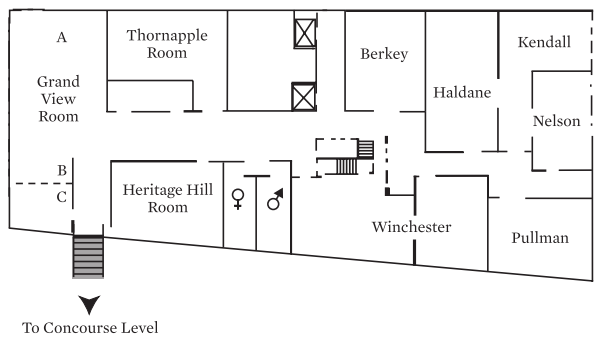 A
Thornapple
Room
Berkey
Kendall
Grand
View
Room
Haldane
Nelson
B
C
Heritage Hill
Room
Winchester
Pullman
To Concourse Level